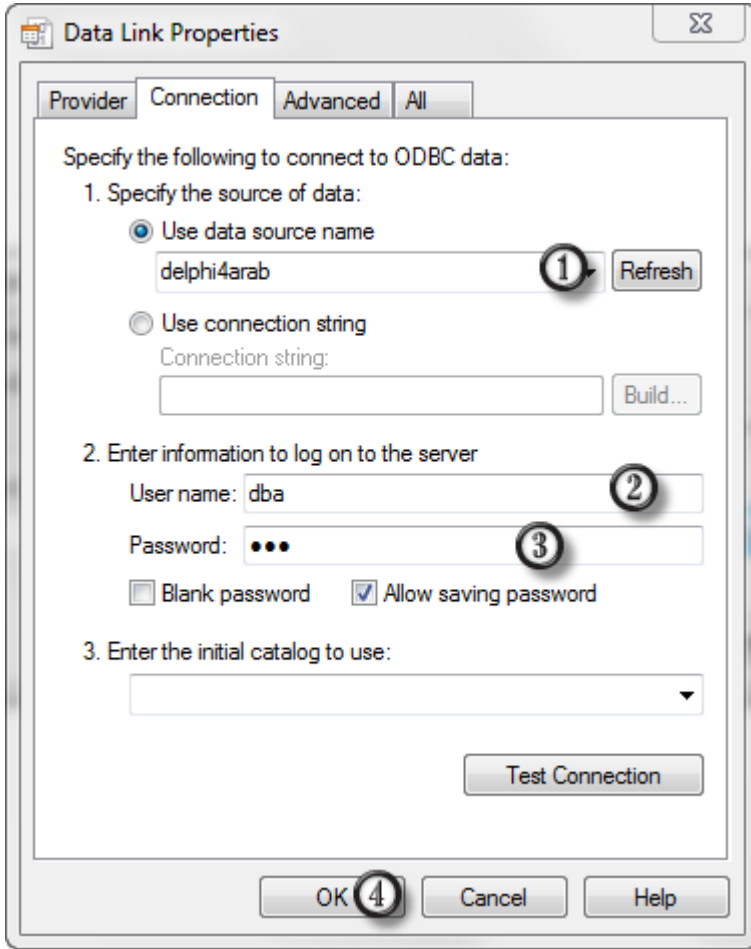 Data Link Properties
Provider Connection Advanced All
Specify the following to connect to ODBC data:
1. Specify the source of data:
Use data source name
delphi4arab 1 Refresh
Use connection string
Connection string:
Build...
2. Enter information to log on to the server
User name: dba 2
Password: ●●● 3
Blank password Allow saving password
3. Enter the initial catalog to use:
Test Connection
OK 4 Cancel Help